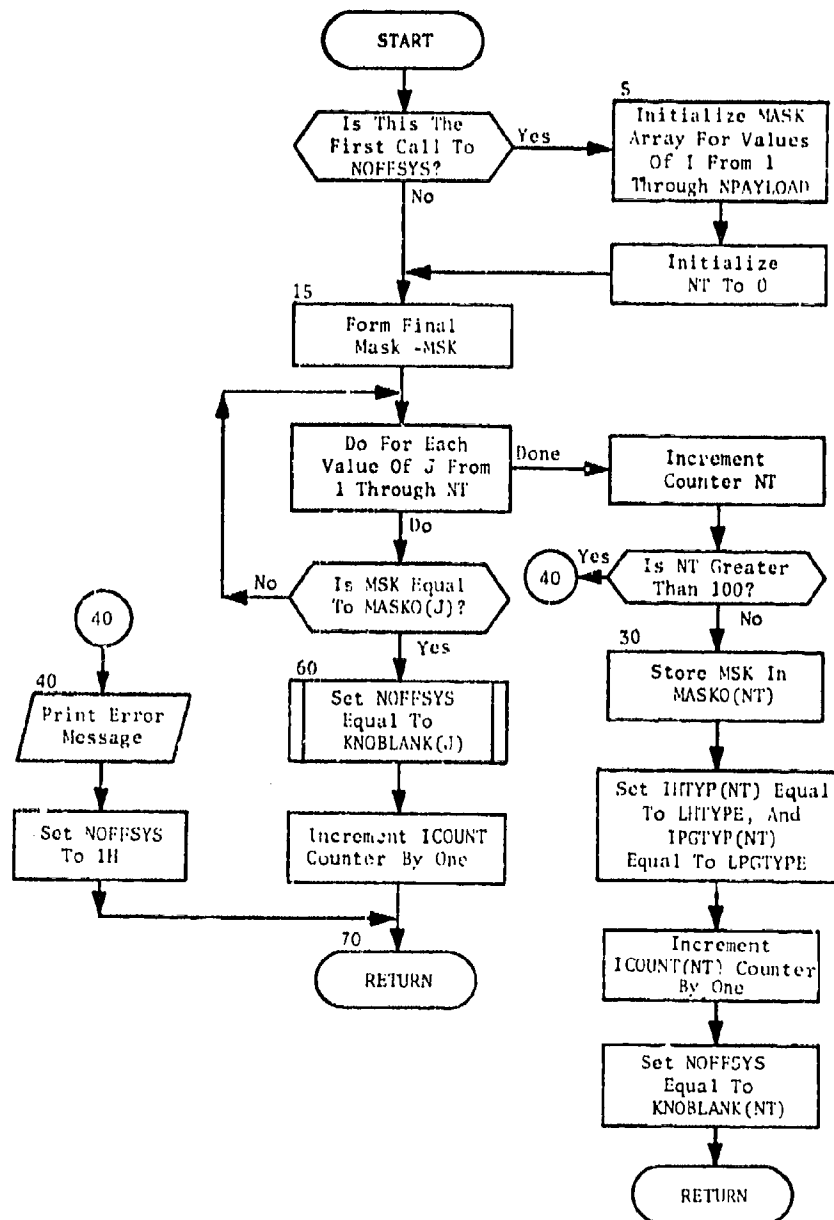 START
Is This The
First Call To
NOFFSYS?
Yes
No
5
Initialize MASK
Array For Values
Of I From 1
Through NPAYLOAD
Initialize
NT To 0
15
Form Final
Mask -MSK
Do For Each
Value Of J From
1 Through NT
Done
Do
Increment
Counter NT
Is NT Greater
Than 100?
Yes
40
No
Is MSK Equal
To MASKO(J)?
No
Yes
40
40
Print Error
Message
Set NOFFSYS
To 1H
60
Set NOFFSYS
Equal To
KNOBLANK(J)
Increment ICOUNT
Counter By One
70
RETURN
30
Store MSK In
MASKO(NT)
Set IHTYP(NT) Equal
To LHTYPE, And
IPGTYP(NT)
Equal To LPGTYPE
Increment
ICOUNT(NT) Counter
By One
Set NOFFSYS
Equal To
KNOBLANK(NT)
RETURN